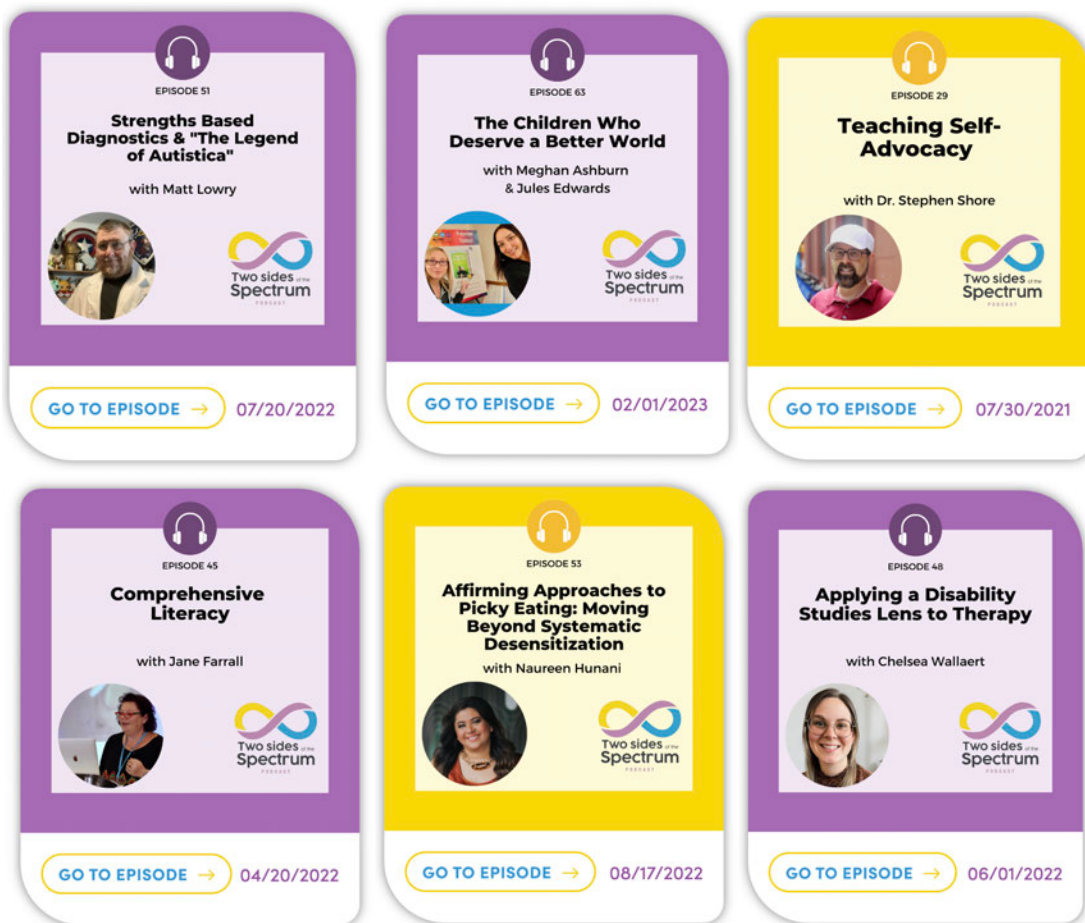 EPISODE 51
Strengths Based
Diagnostics & "The Legend
of Autistica"
with Matt Lowry
Two sides of the
Spectrum
PODCAST
GO TO EPISODE →
07/20/2022
EPISODE 63
The Children Who
Deserve a Better World
with Meghan Ashburn
& Jules Edwards
Two sides of the
Spectrum
PODCAST
GO TO EPISODE →
02/01/2023
EPISODE 29
Teaching Self-
Advocacy
with Dr. Stephen Shore
Two sides of the
Spectrum
PODCAST
GO TO EPISODE →
07/30/2021
EPISODE 45
Comprehensive
Literacy
with Jane Farrall
Two sides of the
Spectrum
PODCAST
GO TO EPISODE →
04/20/2022
EPISODE 53
Affirming Approaches to
Picky Eating: Moving
Beyond Systematic
Desensitization
with Naureen Hunani
Two sides of the
Spectrum
PODCAST
GO TO EPISODE →
08/17/2022
EPISODE 48
Applying a Disability
Studies Lens to Therapy
with Chelsea Wallaert
Two sides of the
Spectrum
PODCAST
GO TO EPISODE →
06/01/2022